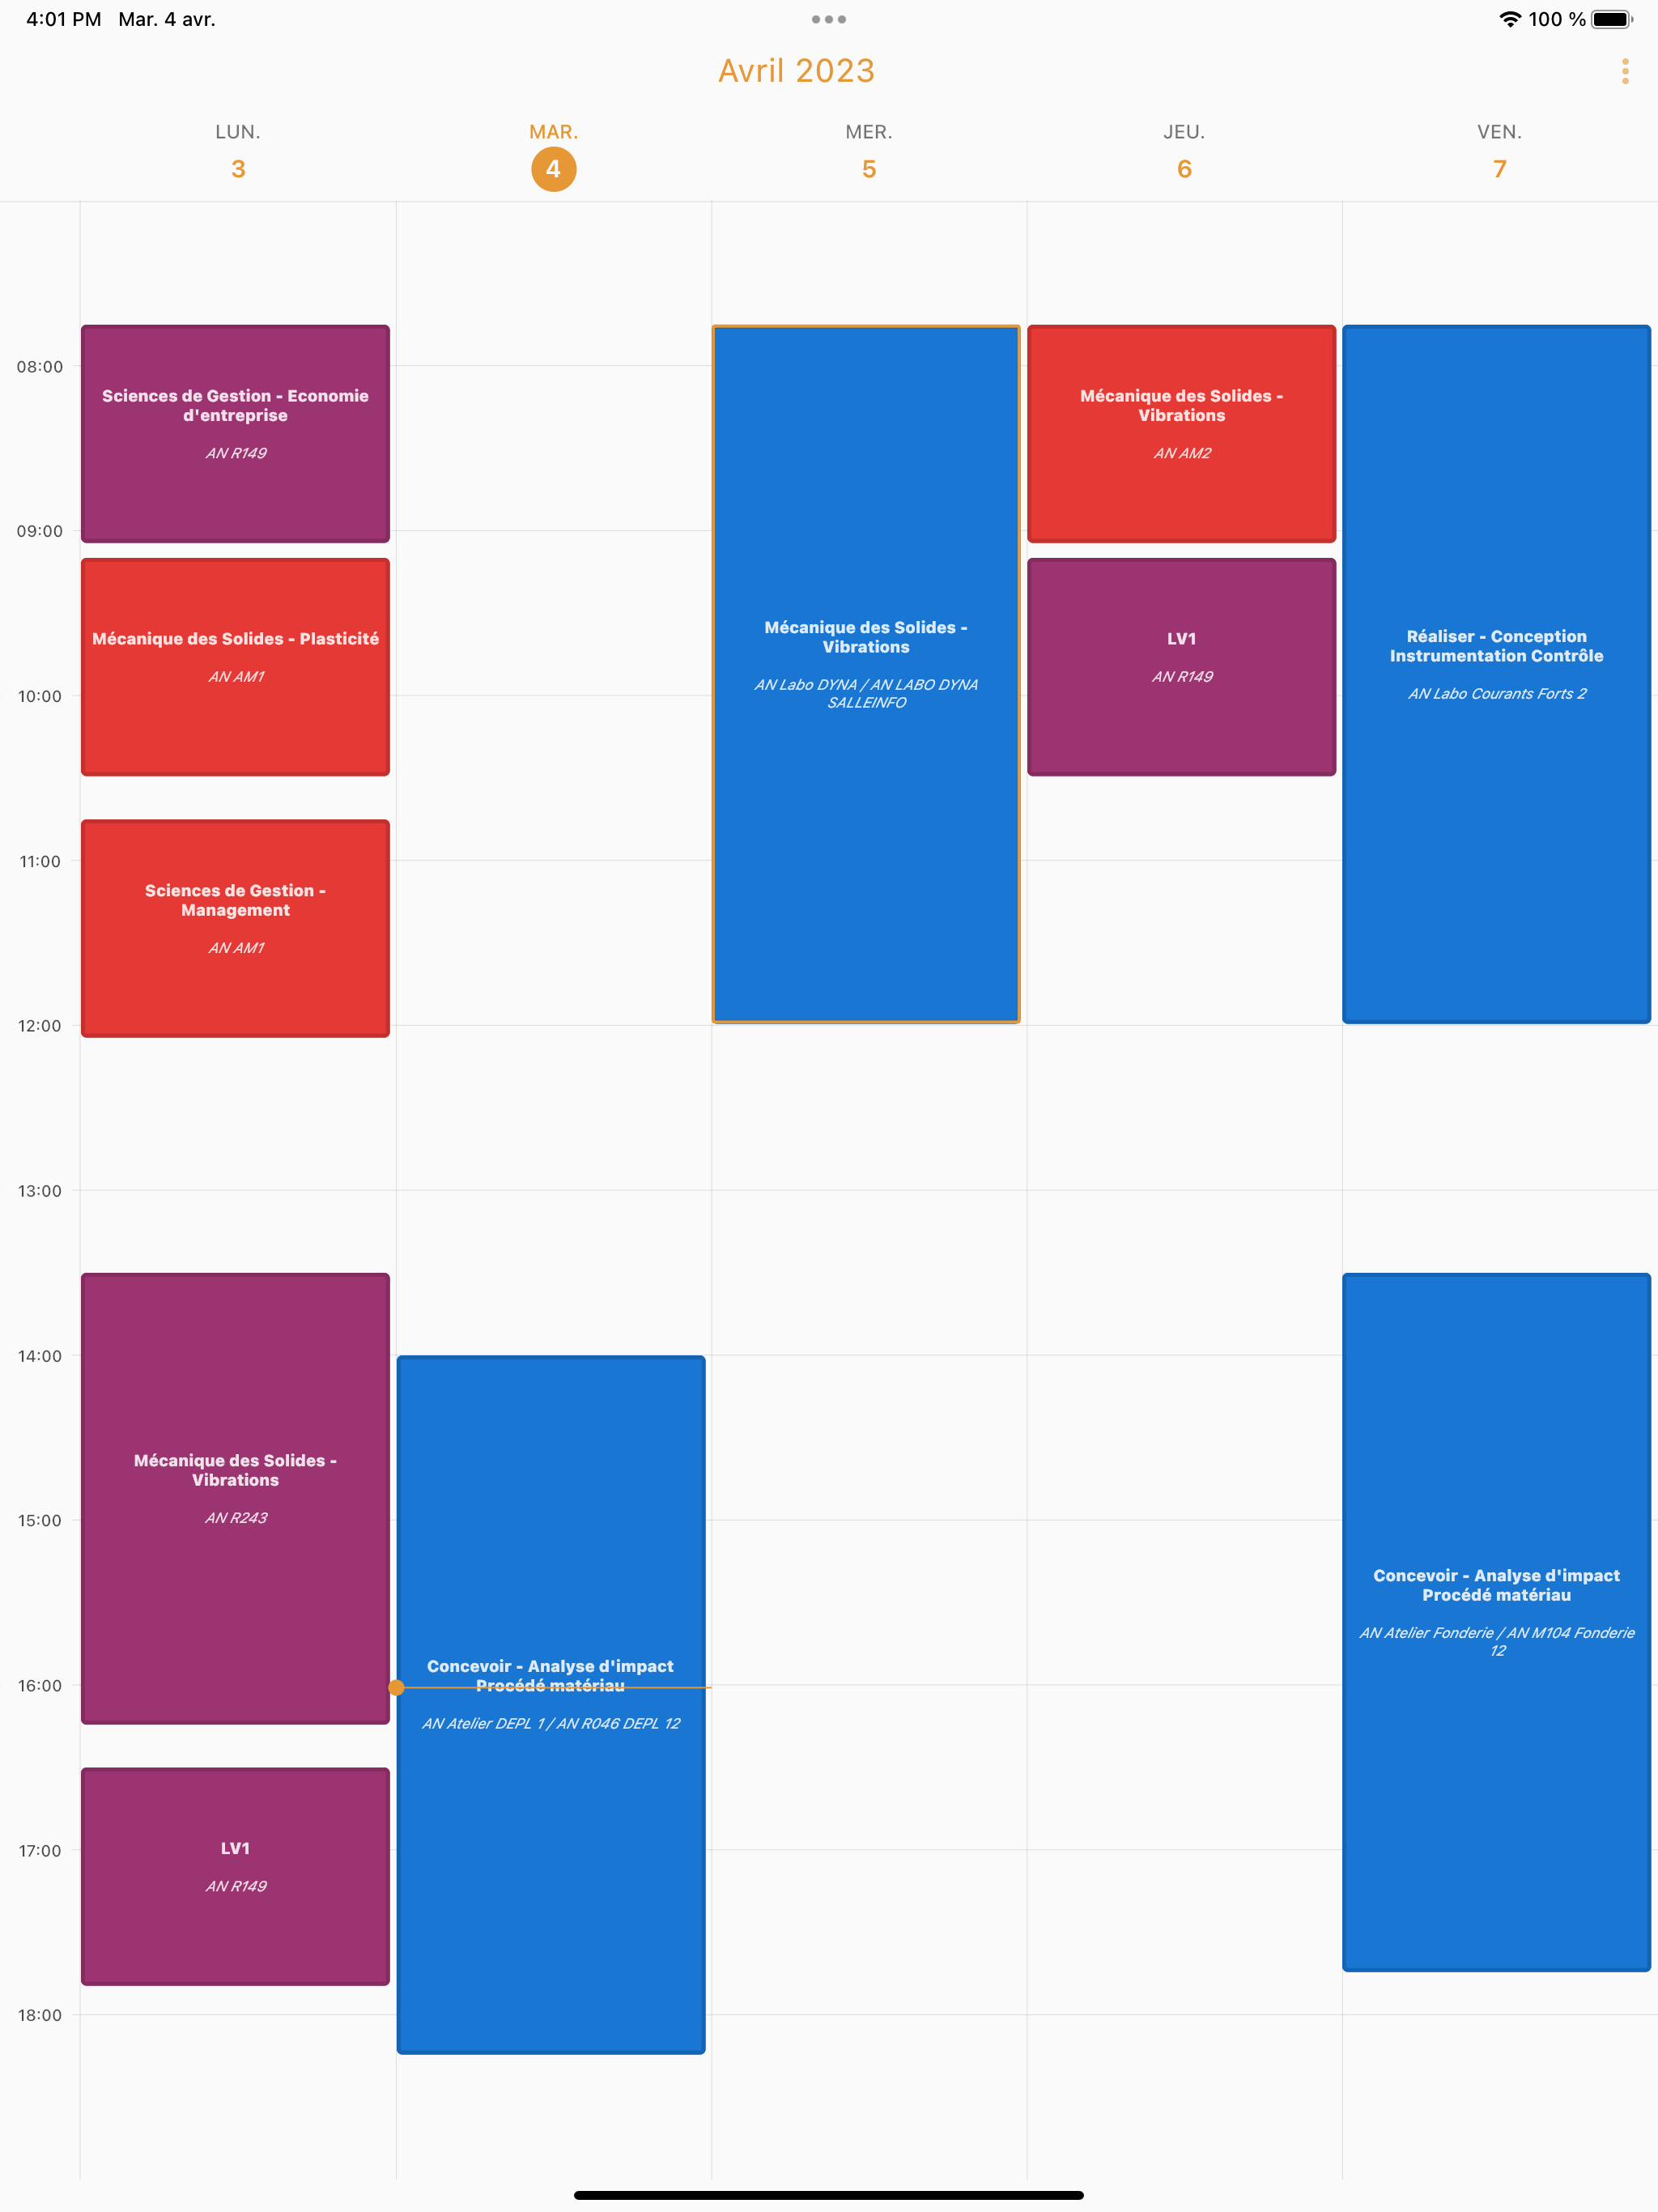 4:01 PM Mar. 4 avr.
100 %
Avril 2023
LUN.
3
MAR.
4
MER.
5
JEU.
6
VEN.
7
08:00
09:00
10:00
11:00
12:00
13:00
14:00
15:00
16:00
17:00
18:00
Sciences de Gestion - Economie
d'entreprise
AN R149
Mécanique des Solides - Plasticité
AN AM1
Sciences de Gestion -
Management
AN AM1
Mécanique des Solides -
Vibrations
AN R243
LV1
AN R149
Concevoir - Analyse d'impact
Procédé matériau
AN Atelier DEPL 1 / AN R046 DEPL 12
Mécanique des Solides -
Vibrations
AN Labo DYNA / AN LABO DYNA
SALLEINFO
Mécanique des Solides -
Vibrations
AN AM2
LV1
AN R149
Réaliser - Conception
Instrumentation Contrôle
AN Labo Courants Forts 2
Concevoir - Analyse d'impact
Procédé matériau
AN Atelier Fonderie / AN M104 Fonderie
12